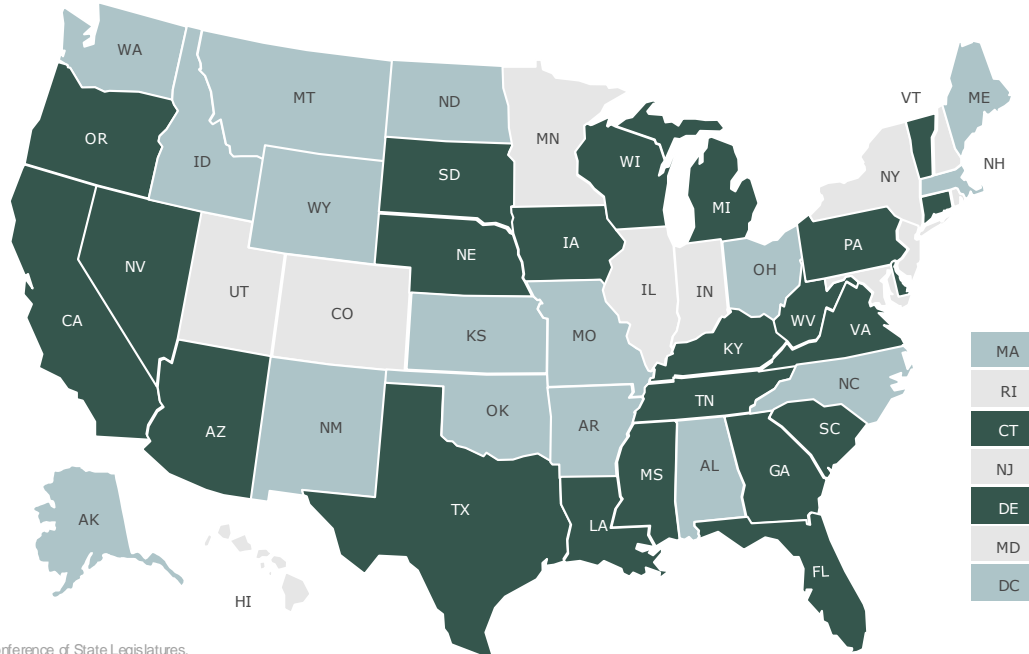 WA
MT
ND
MN
VT
ME
OR
ID
SD
WI
NH
WY
MI
NY
NE
IA
PA
NV
UT
CO
IL
IN
OH
CA
KS
MO
WV
VA
KY
MA
RI
CT
NJ
DE
MD
DC
AZ
NM
OK
AR
TN
NC
SC
TX
LA
MS
AL
GA
AK
HI
FL
nference of State Legislatures.